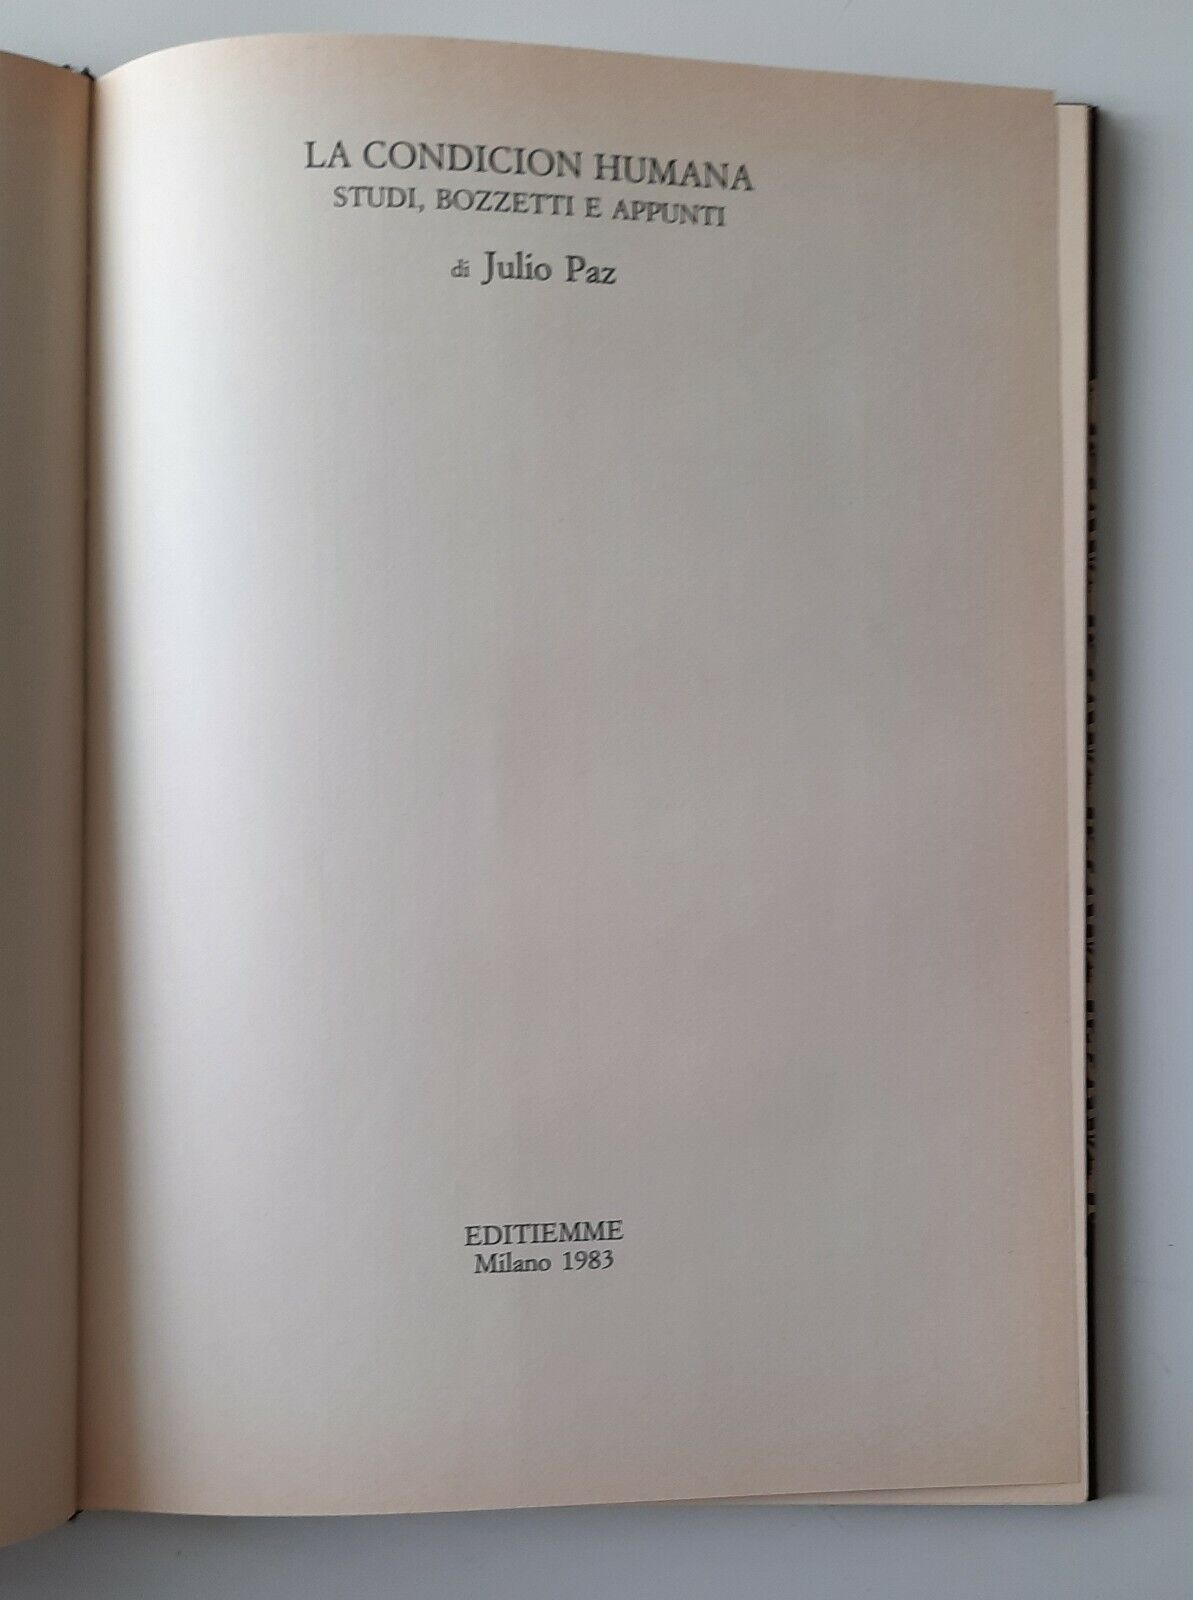 LA CONDICION HUMANA
STUDI, BOZZETTI E APPUNTI
di Julio Paz
EDITIEMME
Milano 1983